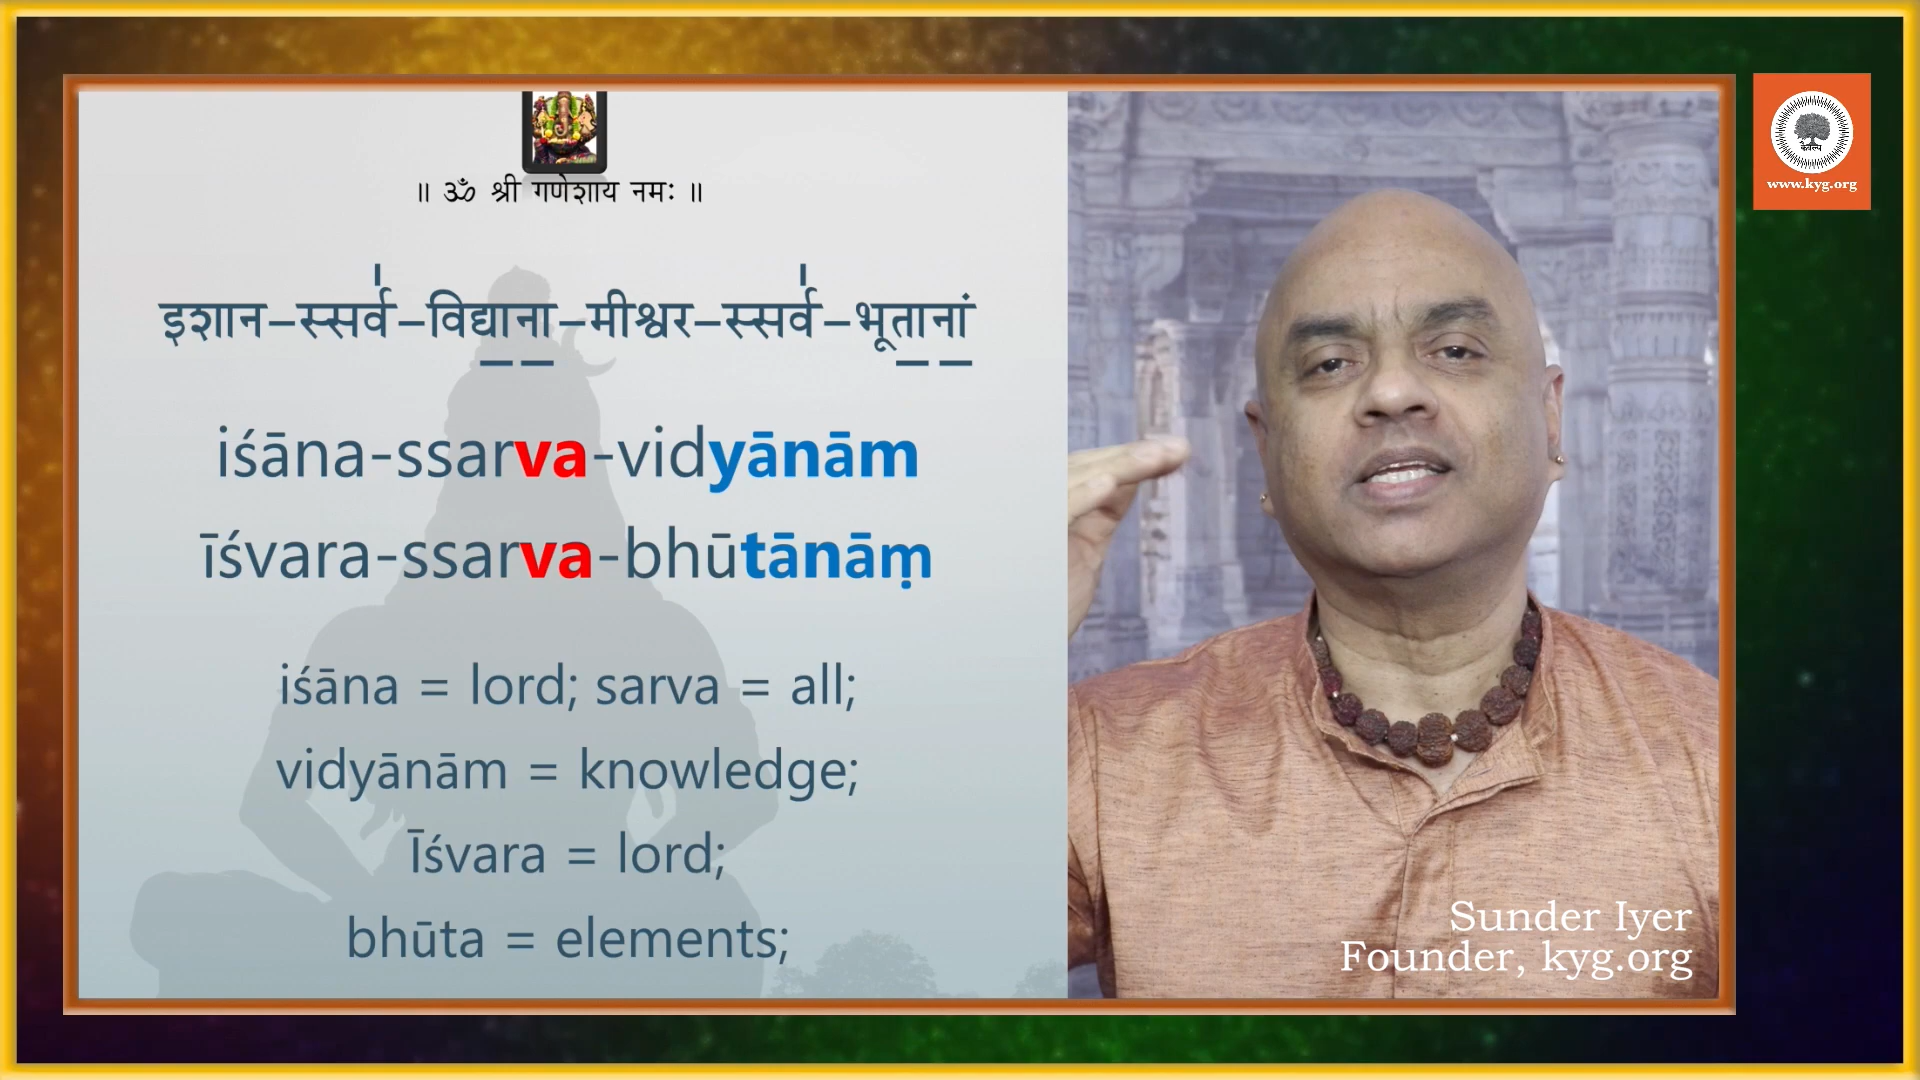 ॥ ॐ श्री गणेशाय नमः ॥
इशान–स्सर्व॑–विद्या॒ना॒–मीश्वर–स्सर्व॑–भूता॒नां॒
iśāna-ssarva-vidyānām
īśvara-ssarva-bhūtānāṃ
iśāna = lord; sarva = all;
vidyānām = knowledge;
Īśvara = lord;
bhūta = elements;
Sunder Iyer
Founder, kyg.org
कैवल्य
www.kyg.org